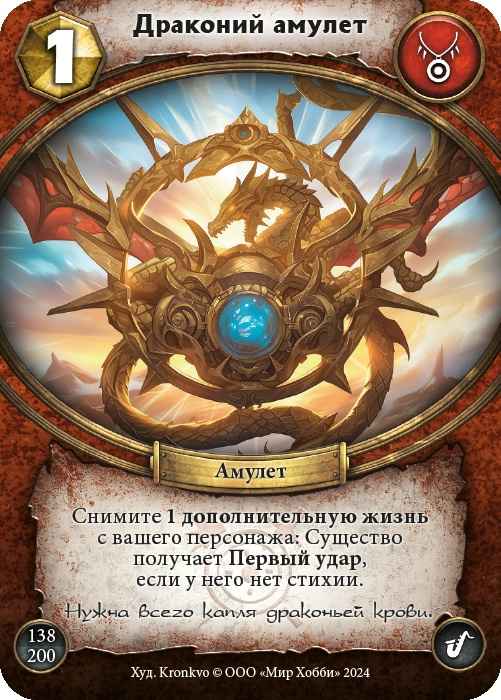 1
Драконий амулет
Амулет
Снимите 1 дополнительную жизнь
с вашего персонажа: Существо
получает Первый удар,
если у него нет стихии.
Нужна всего капля драконьей крови.
138
200
Худ. Kronkvo © ООО «Мир Хобби» 2024